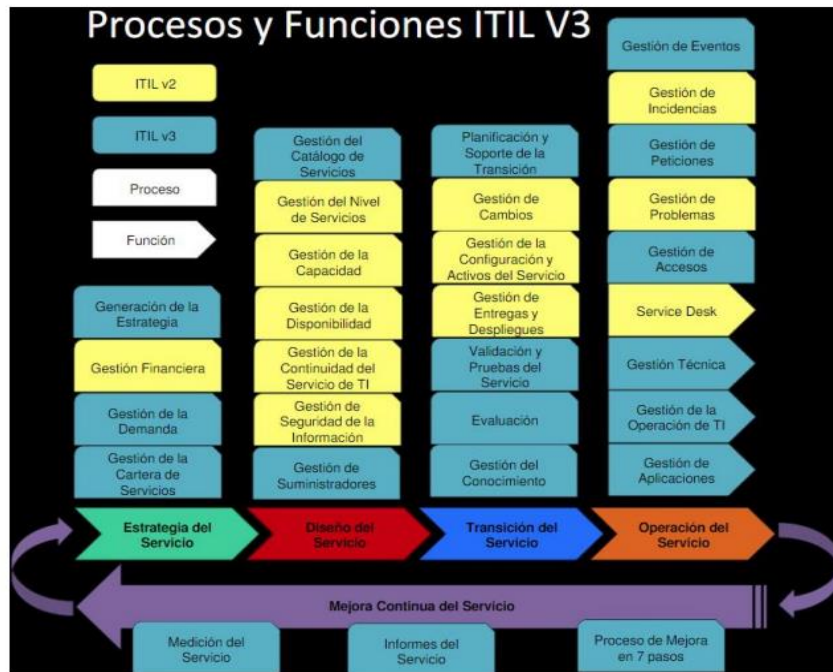 Procesos y Funciones ITIL V3
ITIL v2
ITIL v3
Proceso
Función
Generación de la
Estrategia
Gestión Financiera
Gestión de la
Demanda
Gestión de la
Cartera de
Servicios
Gestión del
Catálogo de
Servicios
Gestión del Nivel
de Servicios
Gestión de la
Capacidad
Gestión de la
Disponibilidad
Gestión de la
Continuidad del
Servicio de TI
Gestión de
Seguridad de la
Información
Gestión de
Suministradores
Planificación y
Soporte de la
Transición
Gestión de
Cambios
Gestión de la
Configuración y
Activos del Servicio
Gestión de
Entregas y
Despliegues
Validación y
Pruebas del
Servicio
Evaluación
Gestión del
Conocimiento
Gestión de Eventos
Gestión de
Incidencias
Gestión de
Peticiones
Gestión de
Problemas
Gestión de
Accesos
Service Desk
Gestión Técnica
Gestión de la
Operación de TI
Gestión de
Aplicaciones
Estrategia del
Servicio
Diseño del
Servicio
Transición del
Servicio
Operación del
Servicio
Mejora Continua del Servicio
Medición del
Servicio
Informes del
Servicio
Proceso de Mejora
en 7 pasos